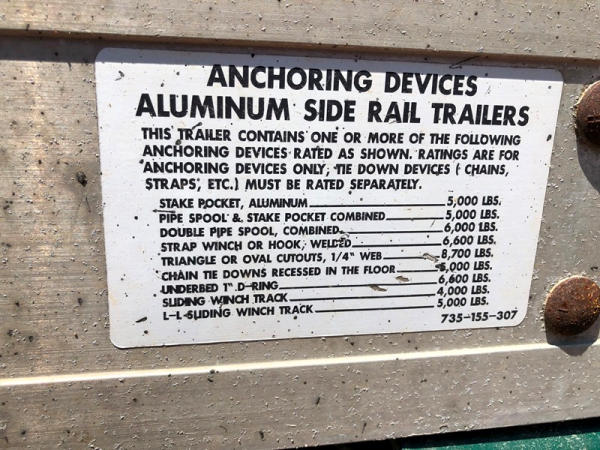 ANCHORING DEVICES
ALUMINUM SIDE RAIL TRAILERS
THIS TRAILER CONTAINS ONE OR MORE OF THE FOLLOWING
ANCHORING DEVICES RATED AS SHOWN. RATINGS ARE FOR
ANCHORING DEVICES ONLY; TIE DOWN DEVICES ( CHAINS,
STRAPS, ETC.) MUST BE RATED SEPARATELY.
STAKE POCKET, ALUMINUM 5,000 LBS.
PIPE SPOOL & STAKE POCKET COMBINED 5,000 LBS.
DOUBLE PIPE SPOOL, COMBINED 6,000 LBS.
STRAP WINCH OR HOOK, WELDED 6,600 LBS.
TRIANGLE OR OVAL CUTOUTS, 1/4" WEB 8,700 LBS.
CHAIN TIE DOWNS RECESSED IN THE FLOOR LBS.
UNDERBED 1" D-RING 6,600 LBS.
SLIDING WINCH TRACK 4,000 LBS.
L-L SLIDING WINCH TRACK 5,000 LBS.
735-155-307